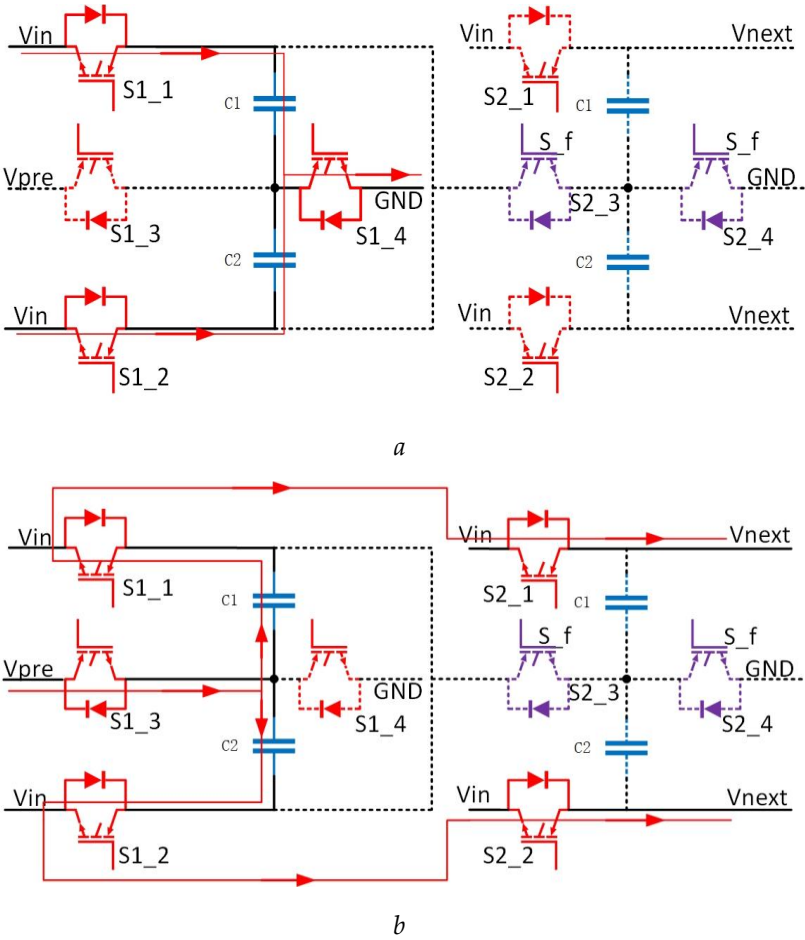 Vin
S1_1
C1
Vpre
S1_3
GND
S1_4
C2
Vin
S1_2
Vin
Vnext
S2_1
C1
S_f
S_f
GND
S2_3
S2_4
C2
Vin
Vnext
S2_2
a
Vin
S1_1
C1
Vpre
S1_3
GND
S1_4
C2
Vin
S1_2
Vin
Vnext
S2_1
C1
S_f
S_f
GND
S2_3
S2_4
C2
Vin
Vnext
S2_2
b